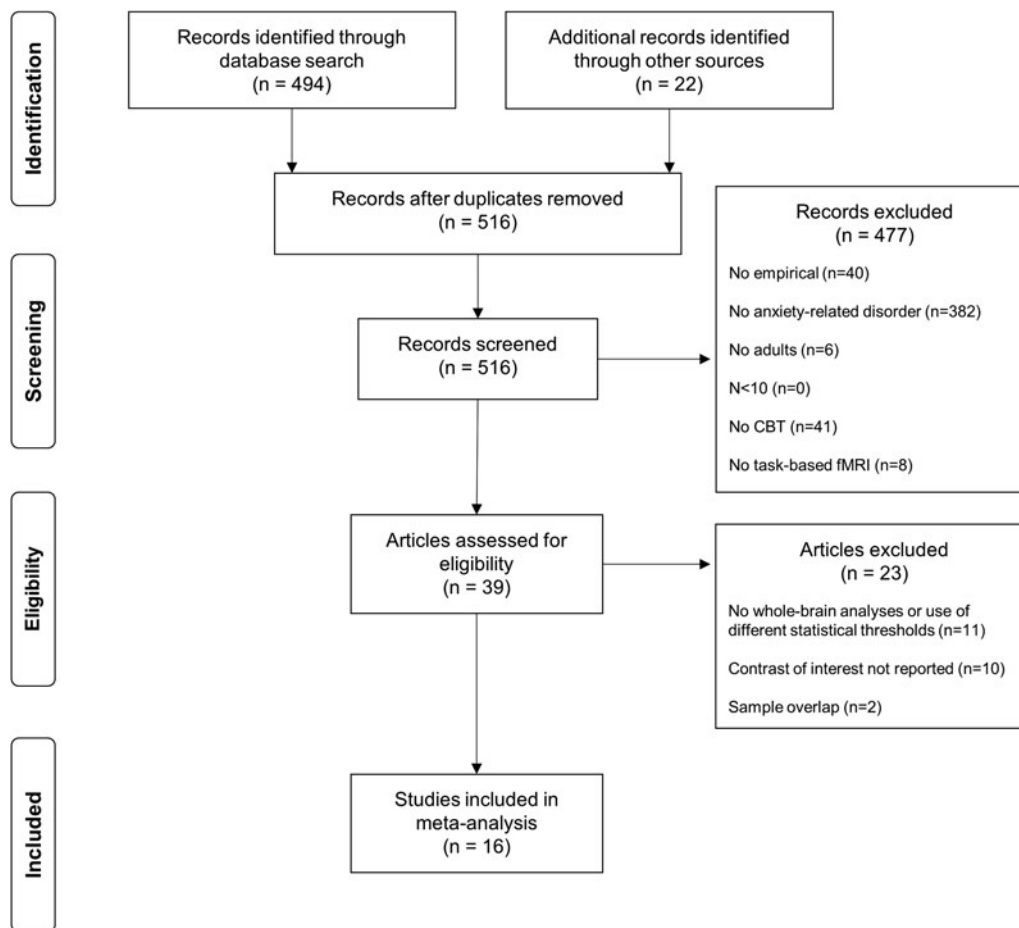 Identification
Records identified through
database search
(n = 494)
Additional records identified
through other sources
(n = 22)
Records after duplicates removed
(n = 516)
Screening
Records screened
(n = 516)
Records excluded
(n = 477)
No empirical (n=40)
No anxiety-related disorder (n=382)
No adults (n=6)
N<10 (n=0)
No CBT (n=41)
No task-based fMRI (n=8)
Eligibility
Articles assessed for
eligibility
(n = 39)
Articles excluded
(n = 23)
No whole-brain analyses or use of
different statistical thresholds (n=11)
Contrast of interest not reported (n=10)
Sample overlap (n=2)
Included
Studies included in
meta-analysis
(n = 16)